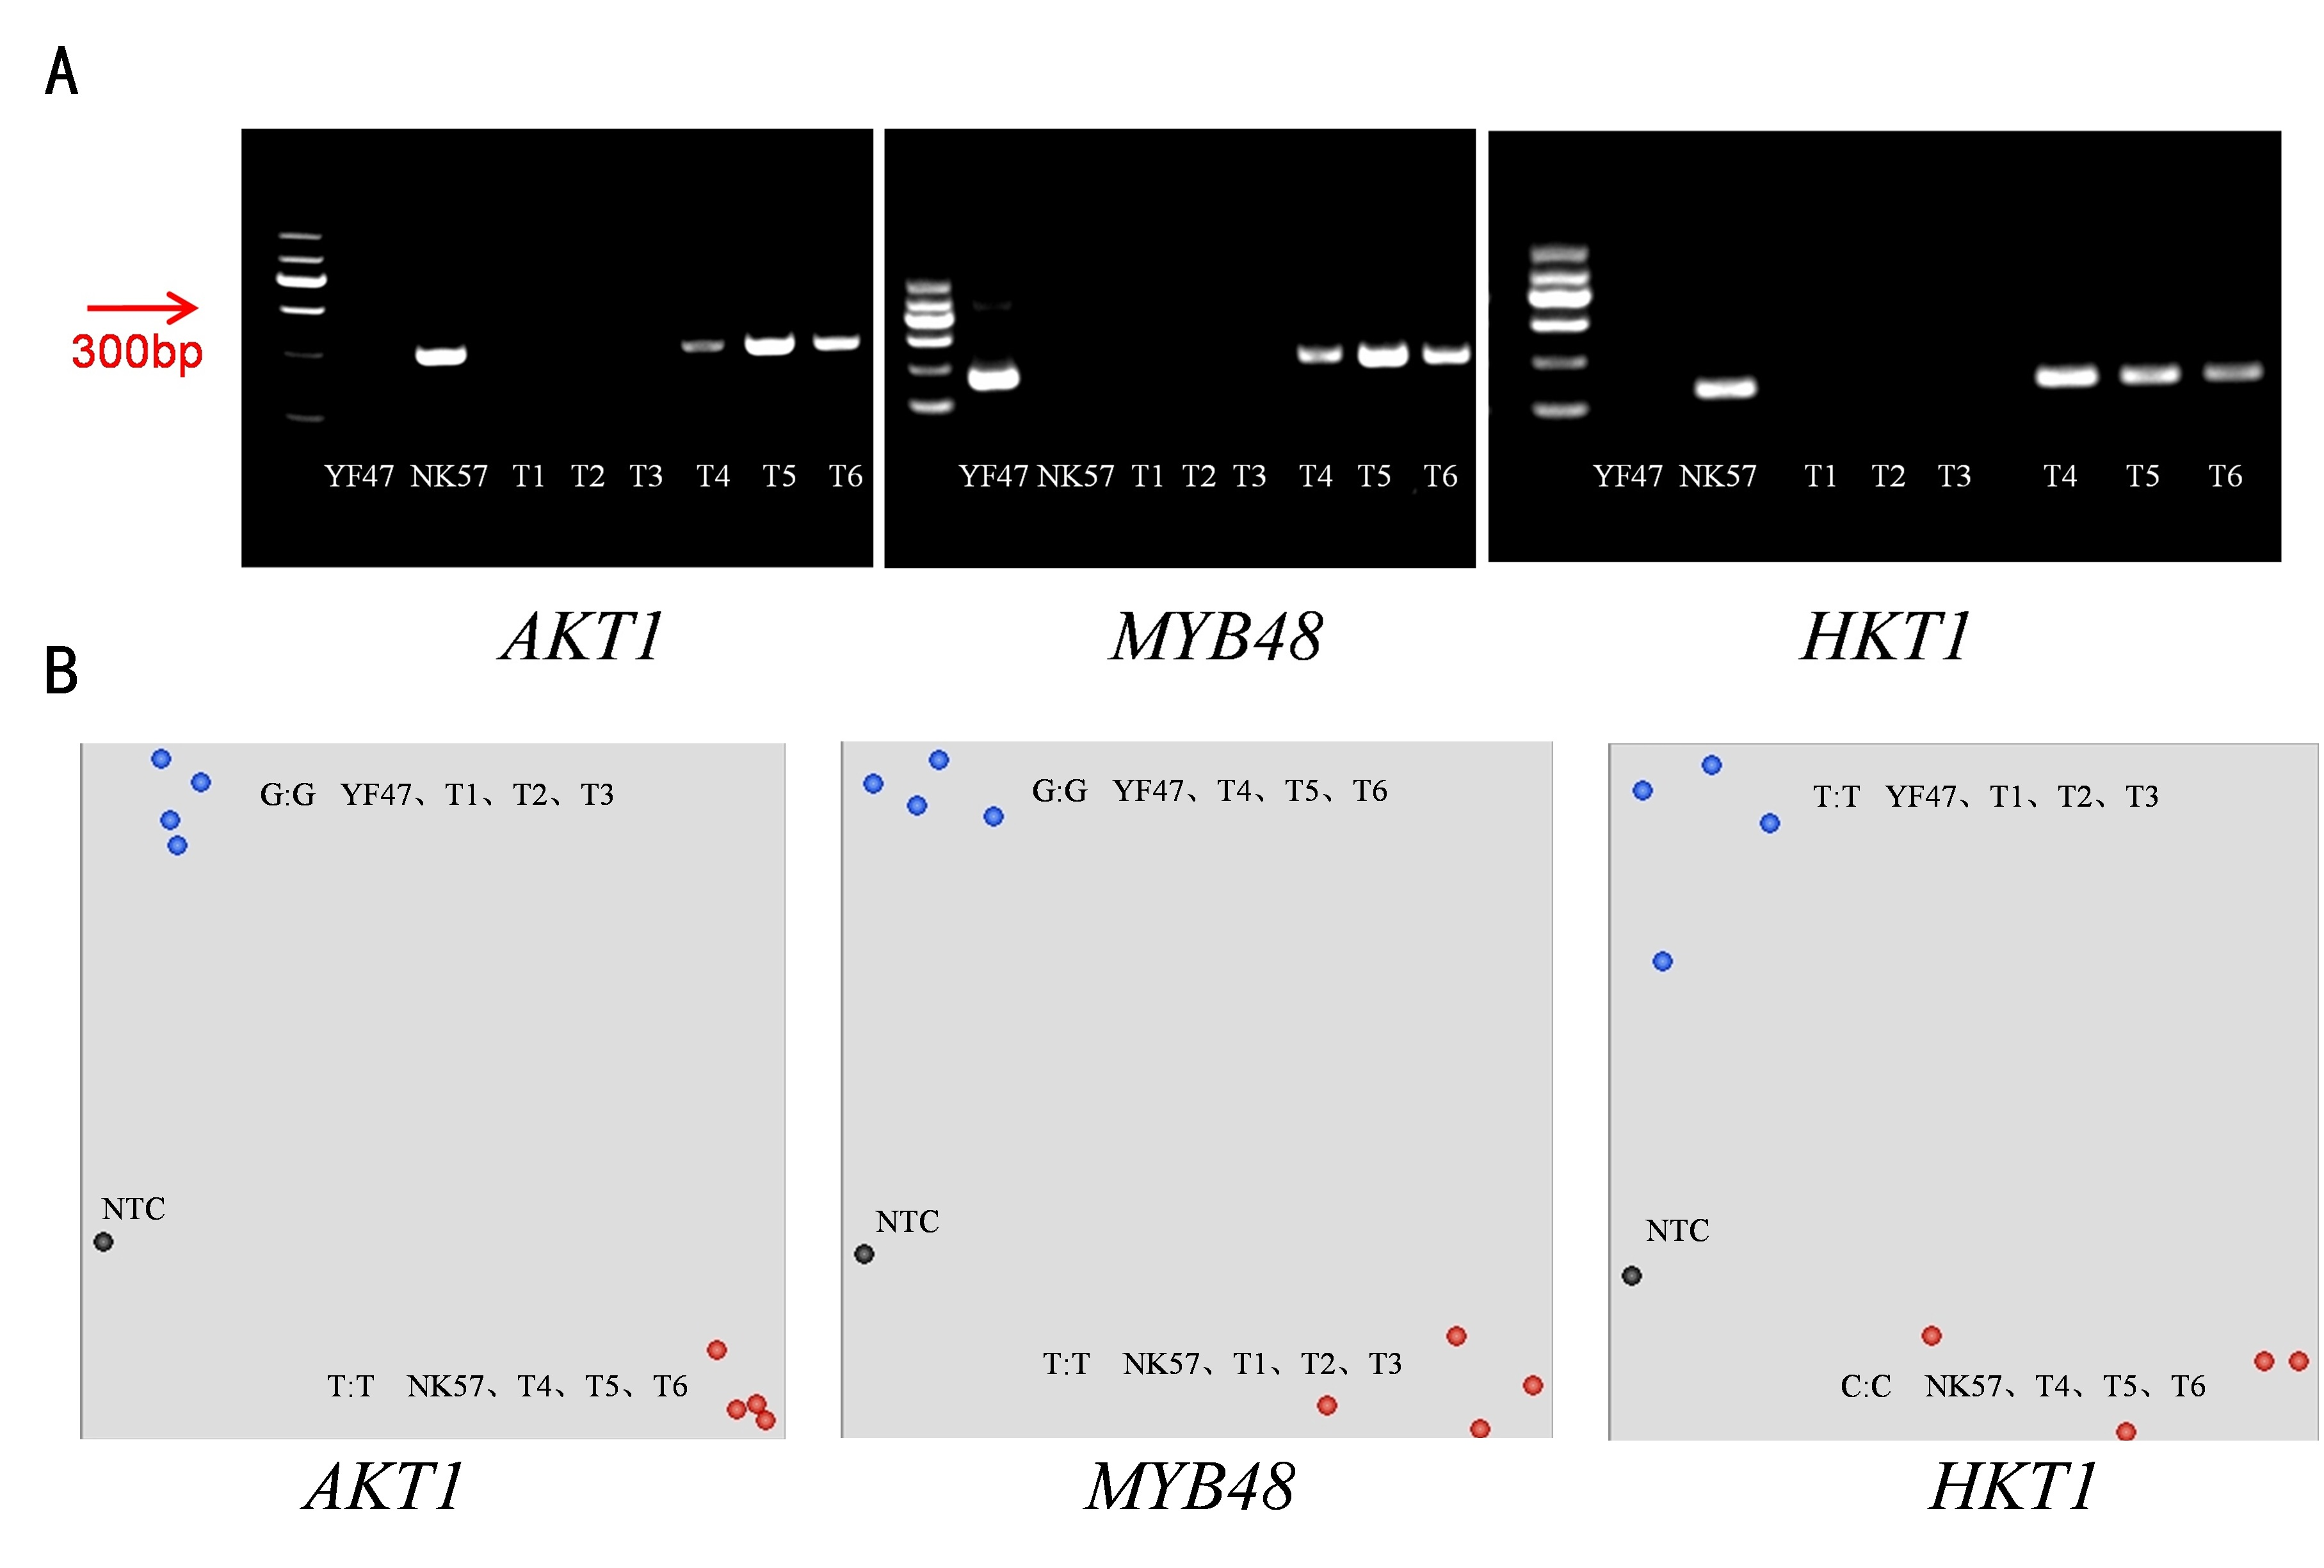 A
300bp
YF47 NK57 T1 T2 T3 T4 T5 T6
YF47 NK57 T1 T2 T3 T4 T5 T6
YF47 NK57 T1 T2 T3 T4 T5 T6
AKT1
MYB48
HKT1
B
G:G YF47、T1、T2、T3
NTC
T:T NK57、T4、T5、T6
G:G YF47、T4、T5、T6
NTC
T:T NK57、T1、T2、T3
T:T YF47、T1、T2、T3
NTC
C:C NK57、T4、T5、T6
AKT1
MYB48
HKT1